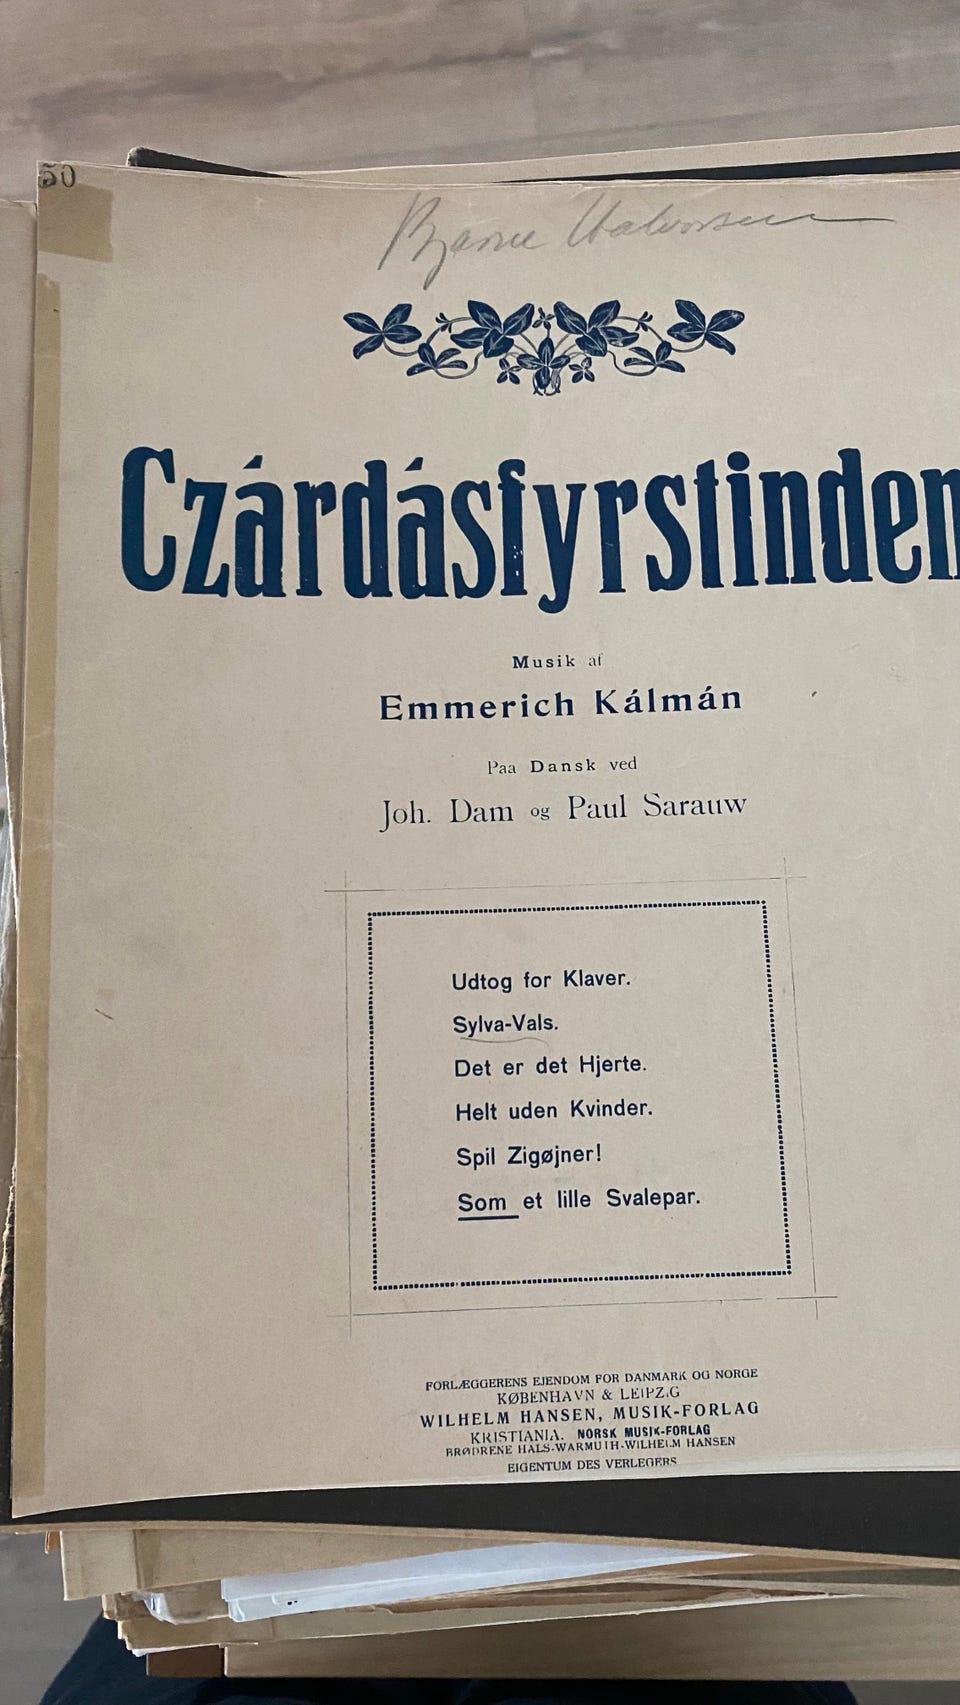 50
Bjarne Halvorsen
Czárdásfyrstinden
Musik af
Emmerich Kálmán
Paa Dansk ved
Joh. Dam og Paul Sarauw
Udtog for Klaver.
Sylva-Vals.
Det er det Hjerte.
Helt uden Kvinder.
Spil Zigøjner!
Som et lille Svalepar.
FORLÆGGERENS EJENDOM FOR DANMARK OG NORGE
KØBENHAVN & LEIPZIG
WILHELM HANSEN, MUSIK-FORLAG
KRISTIANIA. NORSK MUSIK-FORLAG
BRØDRENE HALS-WARMUTH-WILHELM HANSEN
EIGENTUM DES VERLEGERS